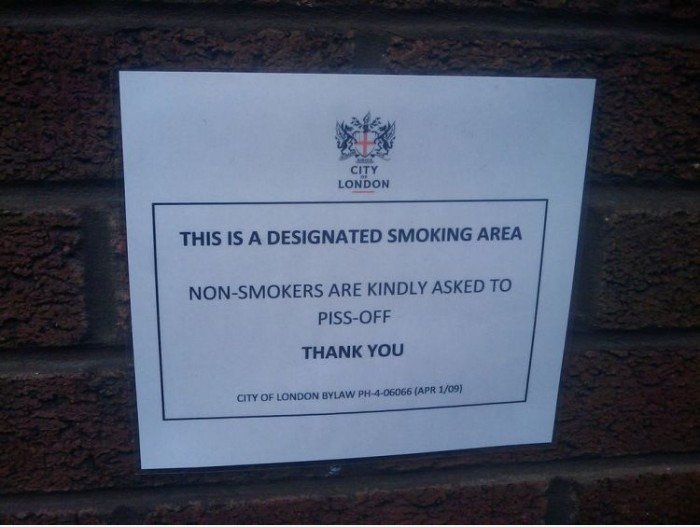 CITY
OF
LONDON
THIS IS A DESIGNATED SMOKING AREA
NON-SMOKERS ARE KINDLY ASKED TO
PISS-OFF
THANK YOU
CITY OF LONDON BYLAW PH-4-06066 (APR 1/09)